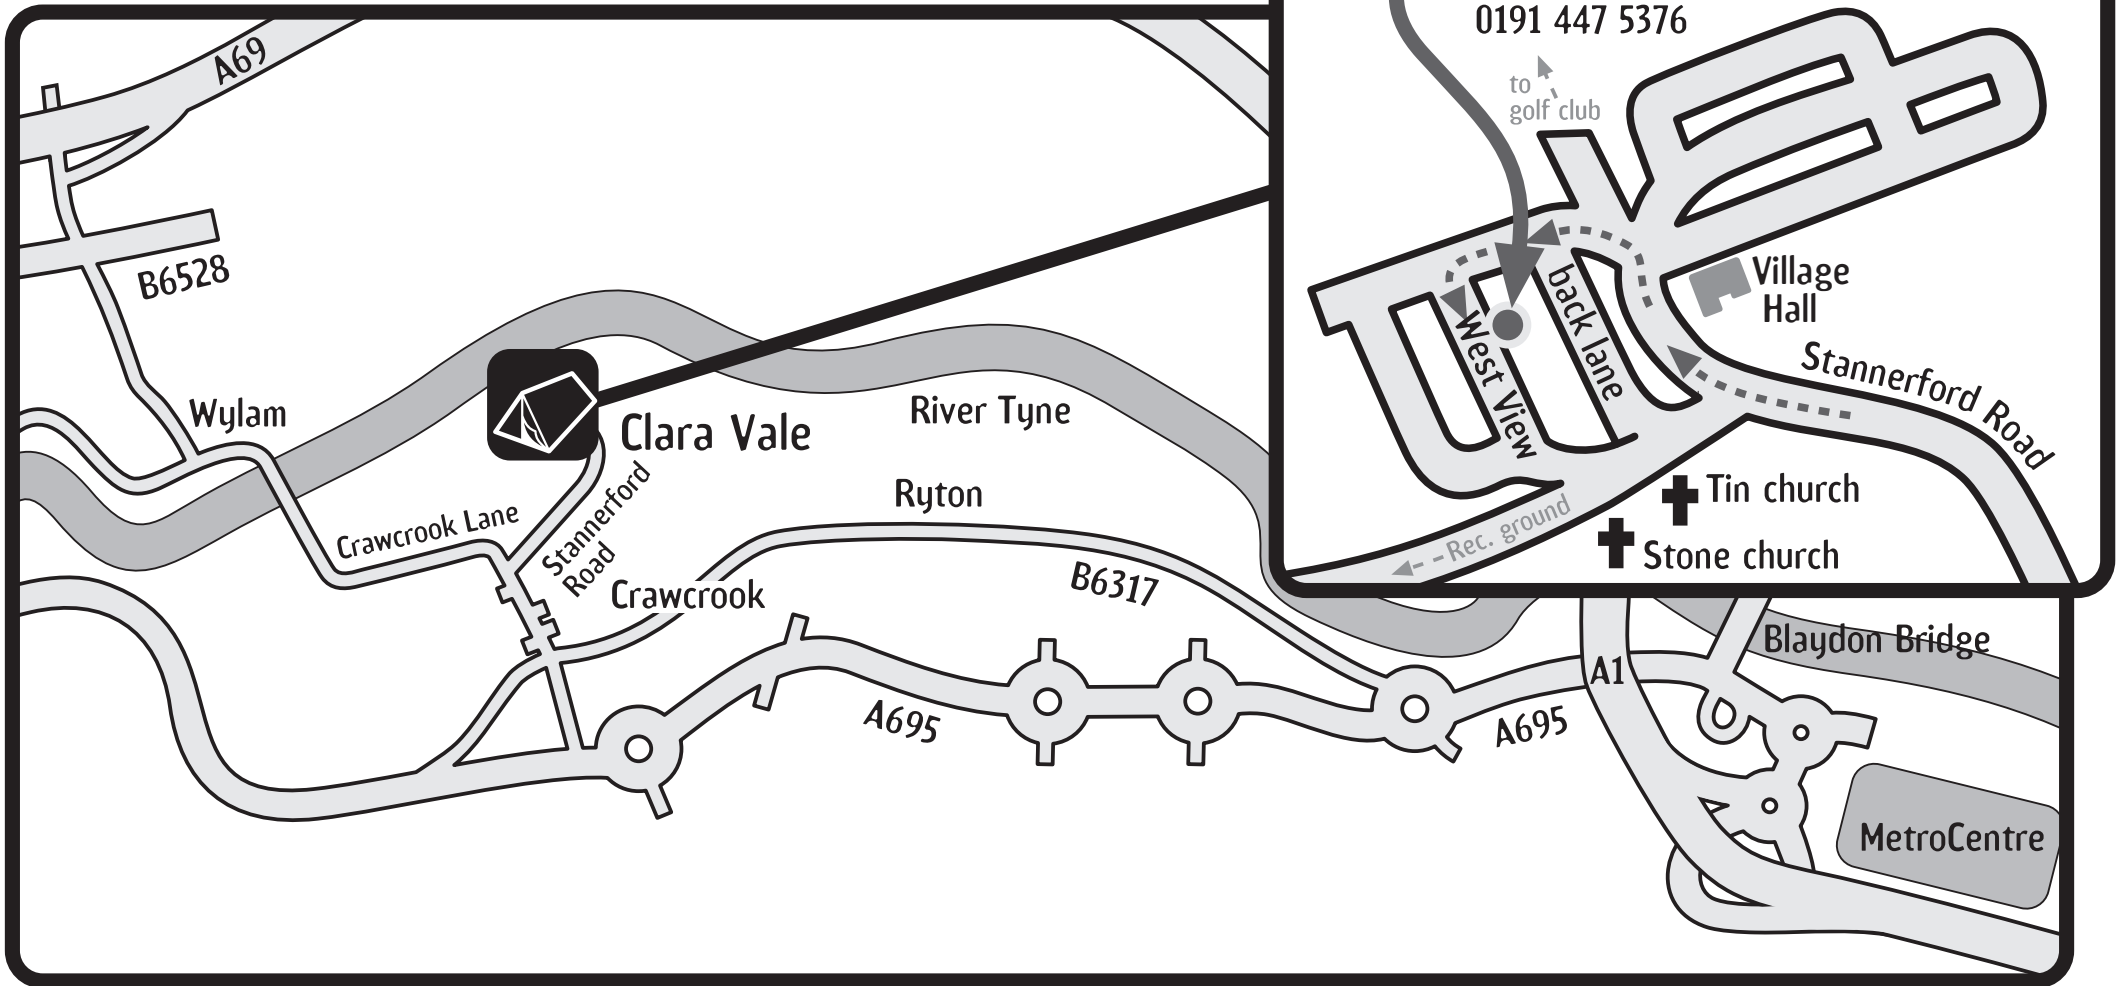 A69
B6528
Wylam
Clara Vale
River Tyne
Crawcrook Lane
Stannerford
Road
Ryton
Crawcrook
B6317
A695
A695
A1
Blaydon Bridge
MetroCentre
0191 447 5376
to
golf club
back lane
West View
Village
Hall
Stannerford Road
Tin church
Rec. ground
Stone church